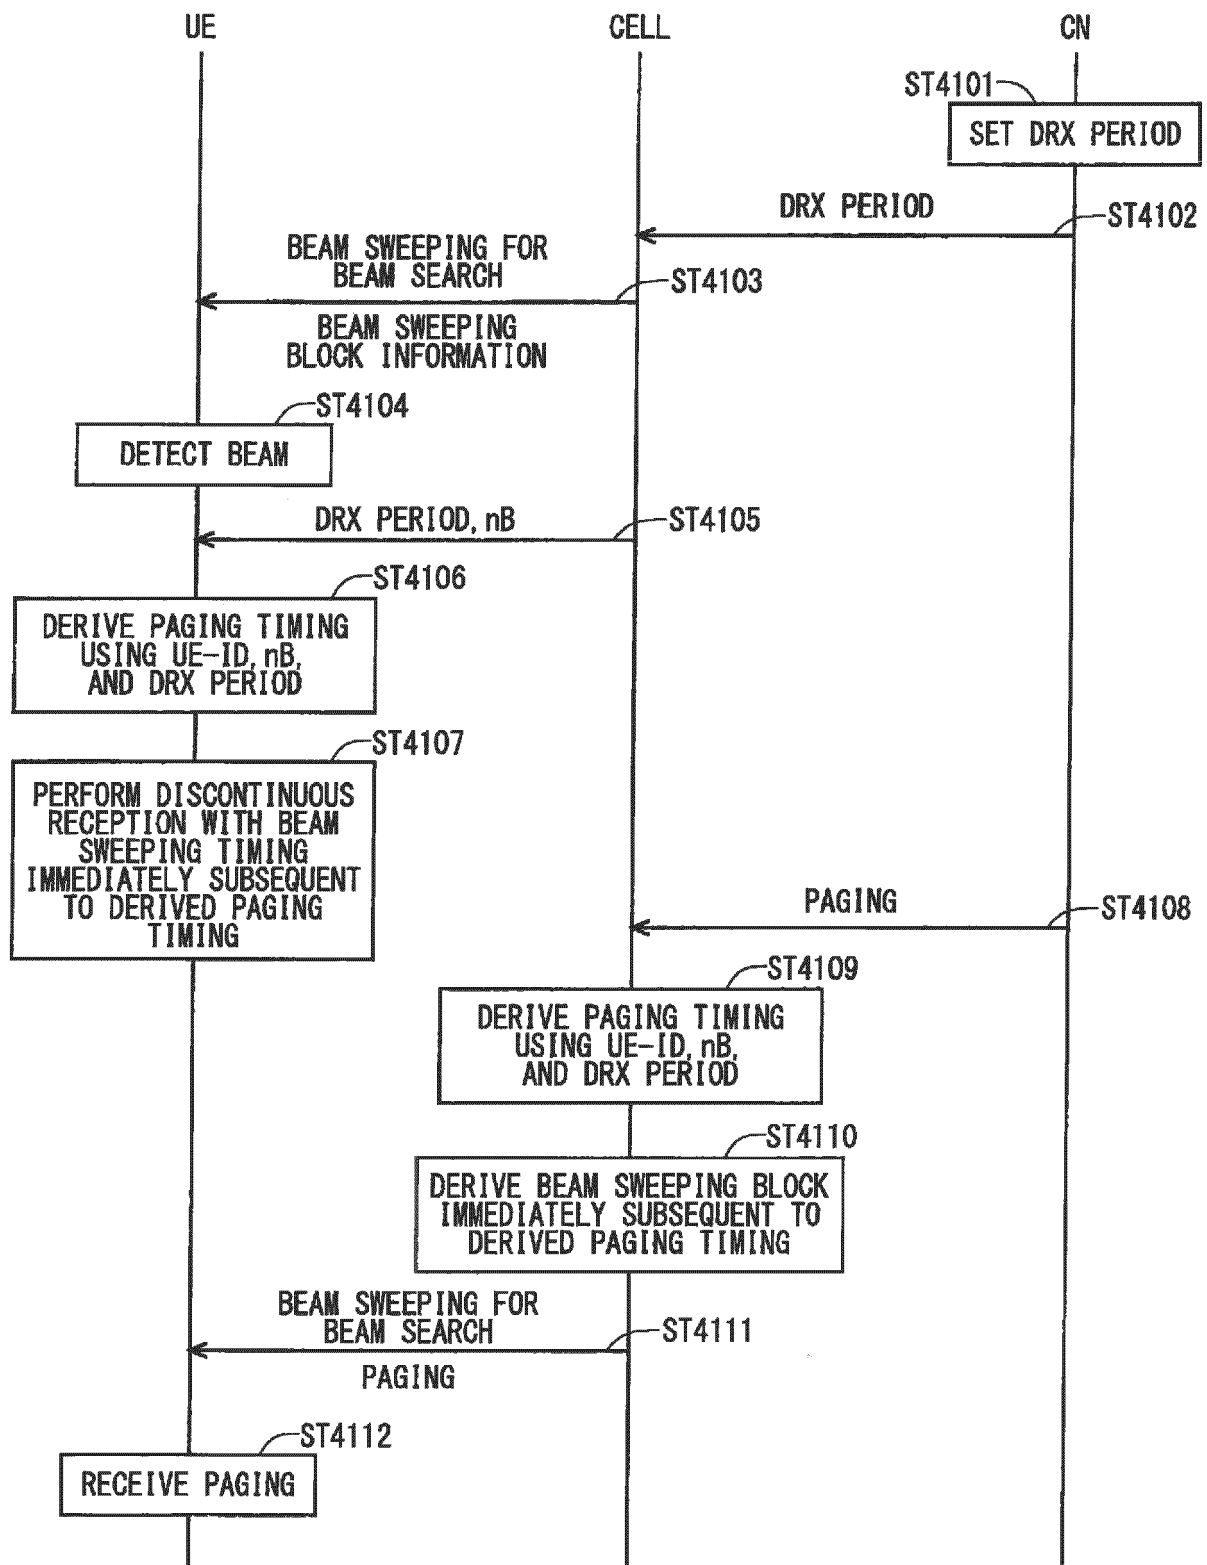 UE
CELL
CN
ST4101
SET DRX PERIOD
DRX PERIOD
ST4102
BEAM SWEEPING FOR
BEAM SEARCH
ST4103
BEAM SWEEPING
BLOCK INFORMATION
ST4104
DETECT BEAM
DRX PERIOD, nB
ST4105
ST4106
DERIVE PAGING TIMING
USING UE-ID, nB,
AND DRX PERIOD
ST4107
PERFORM DISCONTINUOUS
RECEPTION WITH BEAM
SWEEPING TIMING
IMMEDIATELY SUBSEQUENT
TO DERIVED PAGING
TIMING
PAGING
ST4108
ST4109
DERIVE PAGING TIMING
USING UE-ID, nB,
AND DRX PERIOD
ST4110
DERIVE BEAM SWEEPING BLOCK
IMMEDIATELY SUBSEQUENT TO
DERIVED PAGING TIMING
BEAM SWEEPING FOR
BEAM SEARCH
ST4111
PAGING
ST4112
RECEIVE PAGING